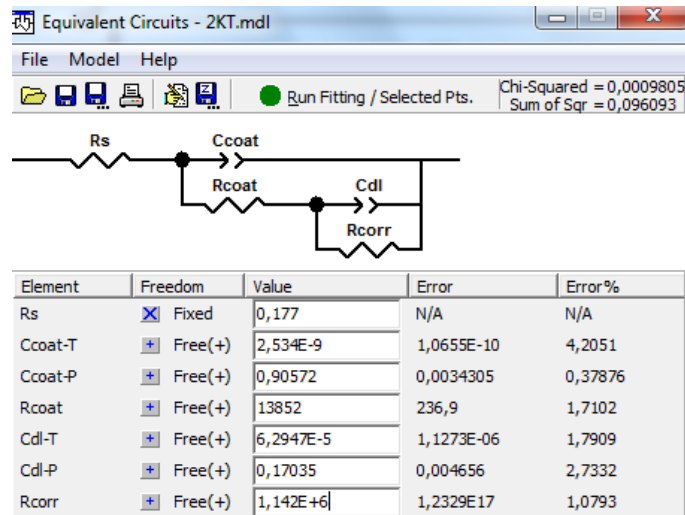 Equivalent Circuits - 2KT.mdl
File Model Help
Run Fitting / Selected Pts.
Chi-Squared =0,0009805
Sum of Sqr =0,096093
Rs
Ccoat
Rcoat
Cdl
Rcorr
Element Freedom Value Error Error%
Rs Fixed 0,177 N/A N/A
Ccoat-T + Free(+) 2,534E-9 1,0655E-10 4,2051
Ccoat-P + Free(+) 0,90572 0,0034305 0,37876
Rcoat + Free(+) 13852 236,9 1,7102
Cdl-T + Free(+) 6,2947E-5 1,1273E-06 1,7909
Cdl-P + Free(+) 0,17035 0,004656 2,7332
Rcorr + Free(+) 1,142E+6 1,2329E17 1,0793